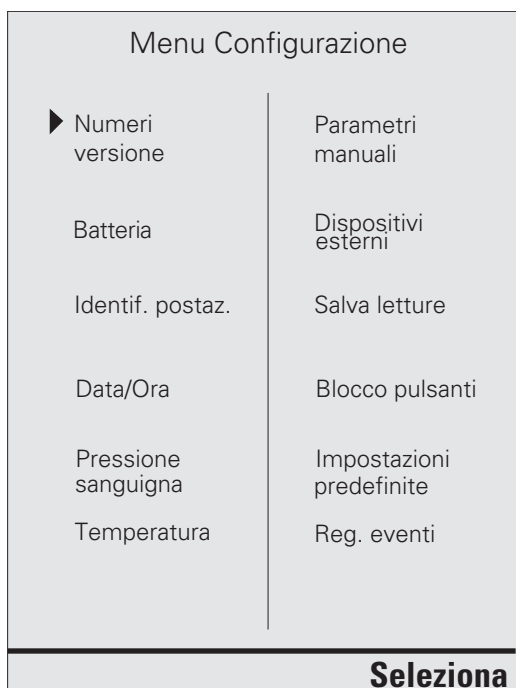 Menu Configurazione
Numeri
versione
Batteria
Identif. postaz.
Data/Ora
Pressione
sanguigna
Temperatura
Parametri
manuali
Dispositivi
esterni
Salva letture
Blocco pulsanti
Impostazioni
predefinite
Reg. eventi
Seleziona